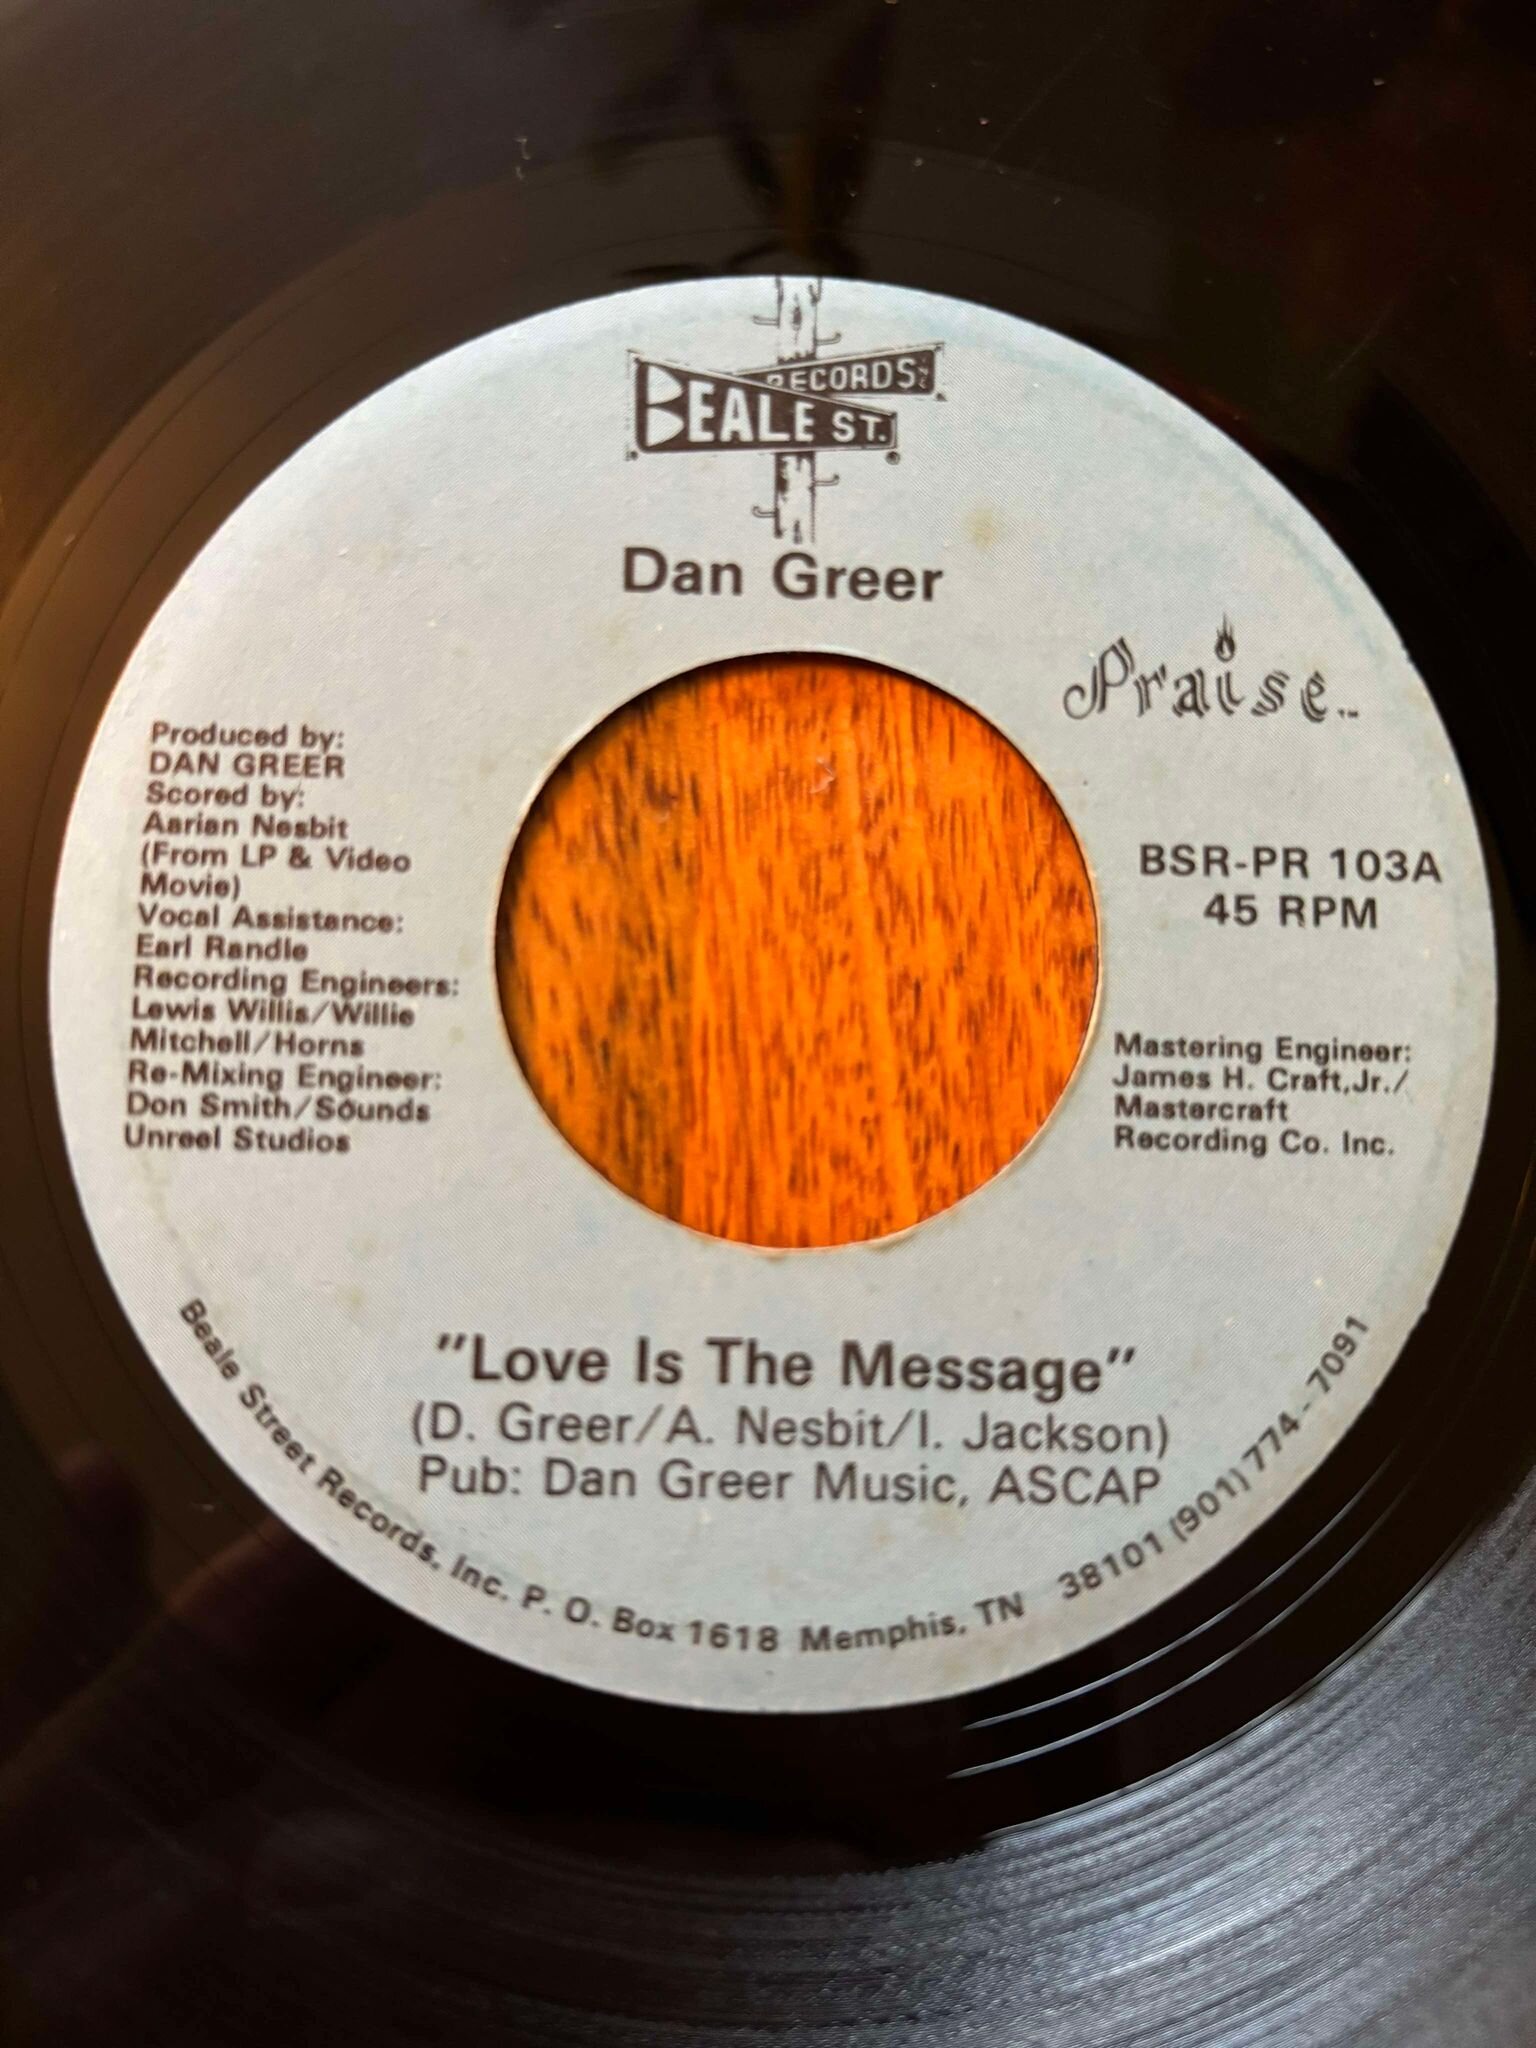 RECORDS INC.
BEALE ST.
Dan Greer
Praise...
Produced by:
DAN GREER
Scored by:
Aarian Nesbit
(From LP & Video
Movie)
Vocal Assistance:
Earl Randle
Recording Engineers:
Lewis Willis/Willie
Mitchell/Horns
Re-Mixing Engineer:
Don Smith/Sounds
Unreel Studios
BSR-PR 103A
45 RPM
Mastering Engineer:
James H. Craft,Jr./
Mastercraft
Recording Co. Inc.
"Love Is The Message"
(D. Greer/A. Nesbit/I. Jackson)
Pub: Dan Greer Music, ASCAP
Beale Street Records, Inc. P. O. Box 1618 Memphis, TN 38101 (901) 774-7091